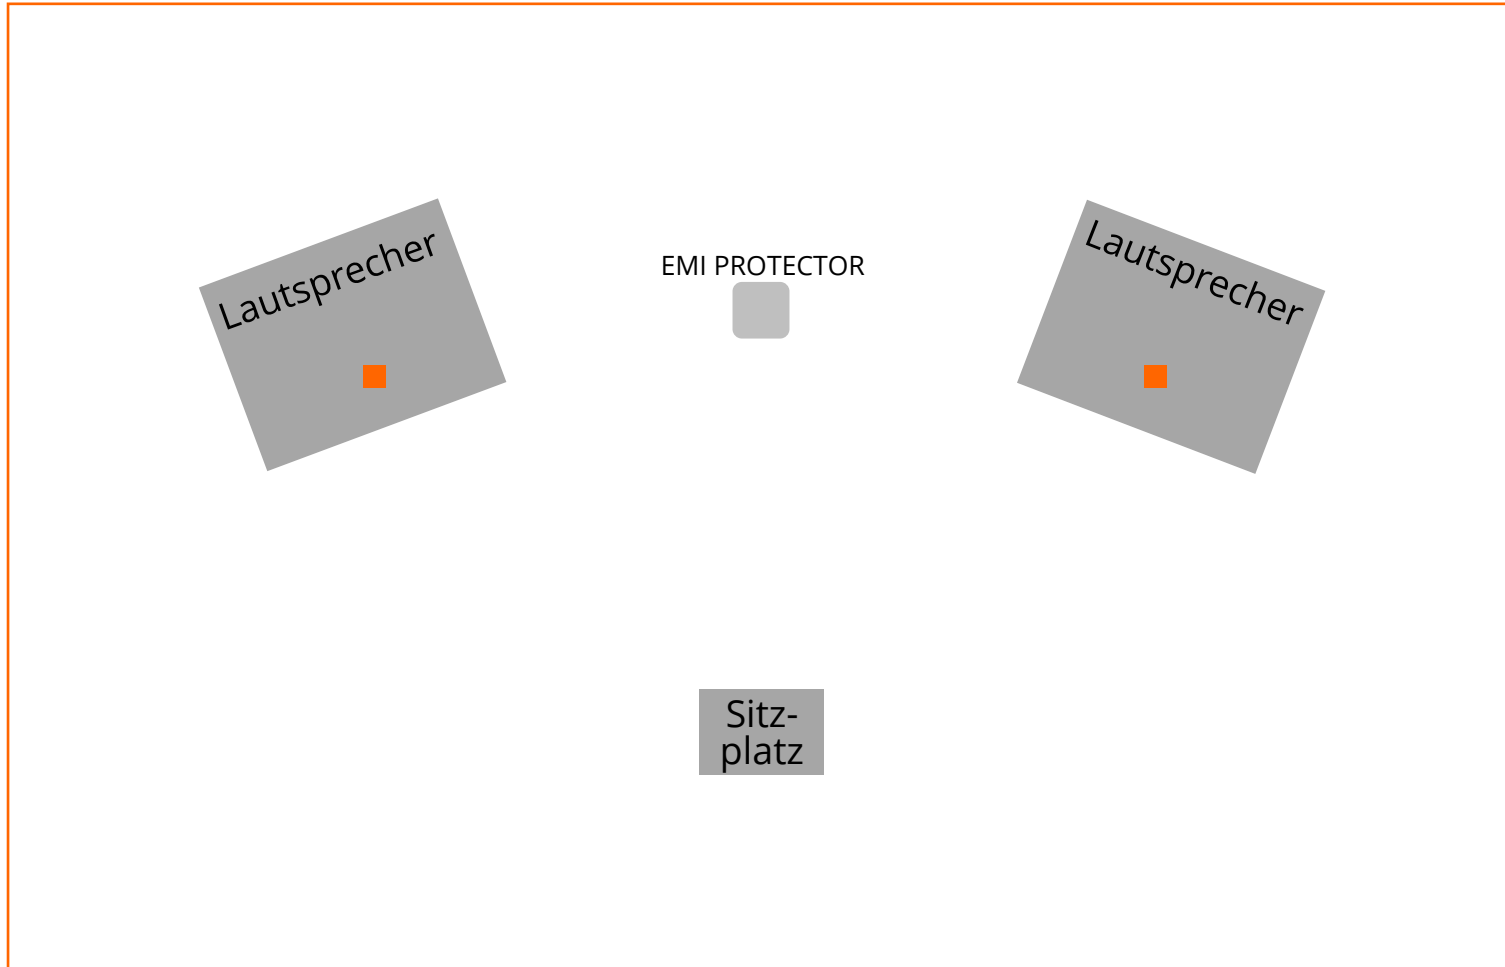 Lautsprecher
EMI PROTECTOR
Lautsprecher
Sitz-
platz